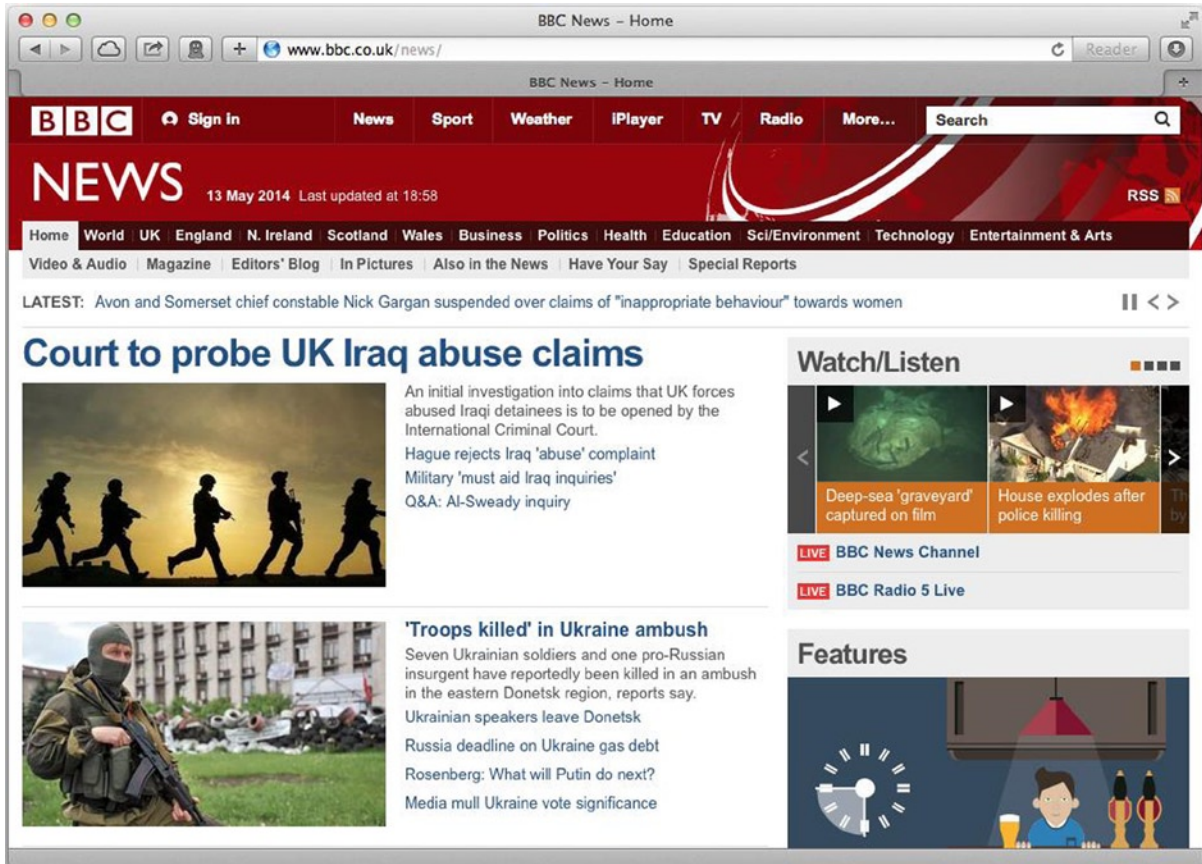 BBC News – Home
www.bbc.co.uk/news/
Reader
BBC News – Home
BBC
Sign in
News
Sport
Weather
iPlayer
TV
Radio
More...
Search
NEWS
13 May 2014 Last updated at 18:58
RSS
Home World UK England N. Ireland Scotland Wales Business Politics Health Education Sci/Environment Technology Entertainment & Arts
Video & Audio Magazine Editors' Blog In Pictures Also in the News Have Your Say Special Reports
LATEST: Avon and Somerset chief constable Nick Gargan suspended over claims of "inappropriate behaviour" towards women
Court to probe UK Iraq abuse claims
An initial investigation into claims that UK forces
abused Iraqi detainees is to be opened by the
International Criminal Court.
Hague rejects Iraq 'abuse' complaint
Military 'must aid Iraq inquiries'
Q&A: Al-Sweady inquiry
'Troops killed' in Ukraine ambush
Seven Ukrainian soldiers and one pro-Russian
insurgent have reportedly been killed in an ambush
in the eastern Donetsk region, reports say.
Ukrainian speakers leave Donetsk
Russia deadline on Ukraine gas debt
Rosenberg: What will Putin do next?
Media mull Ukraine vote significance
Watch/Listen
Deep-sea 'graveyard'
captured on film
House explodes after
police killing
Th
by
LIVE BBC News Channel
LIVE BBC Radio 5 Live
Features